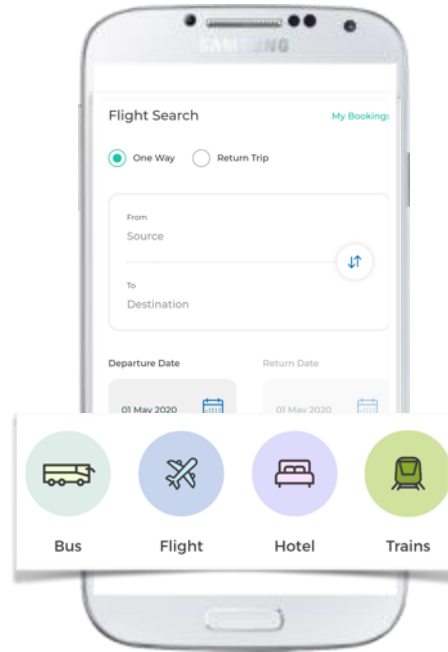 SAMSUNG
Flight Search
My Bookings
One Way
Return Trip
From
Source
To
Destination
Departure Date
Return Date
01 May 2020
01 May 2020
Bus
Flight
Hotel
Trains